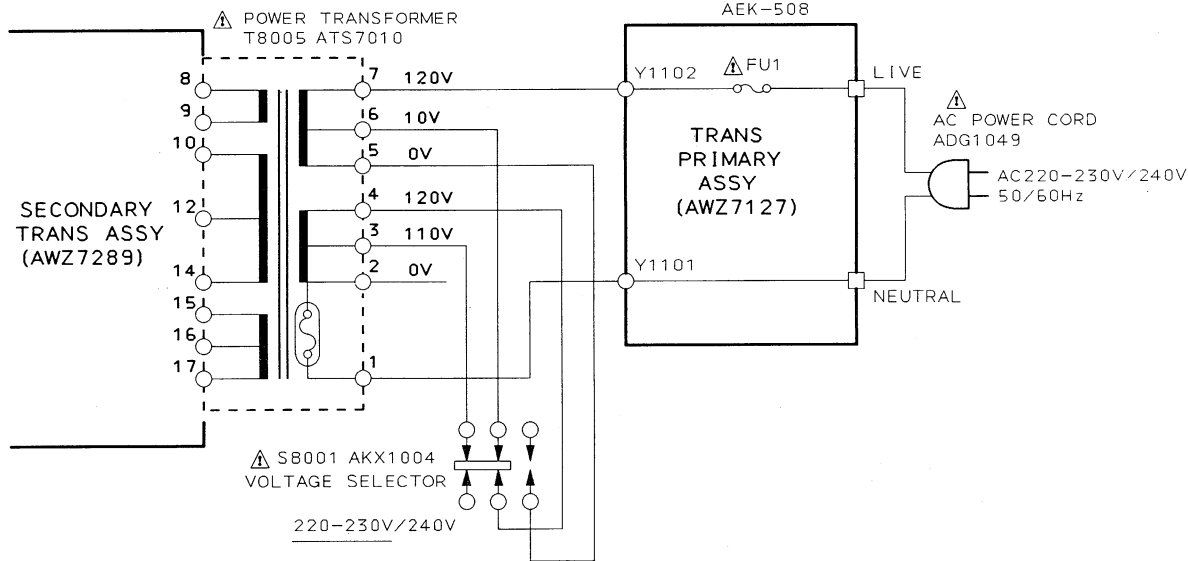 AEK-508
⚠ POWER TRANSFORMER
T8005 ATS7010
8
9
10
12
14
15
16
17
7 120V
6 10V
5 0V
4 120V
3 110V
2 0V
1
SECONDARY
TRANS ASSY
(AWZ7289)
Y1102
⚠ FU1
TRANS
PRIMARY
ASSY
(AWZ7127)
Y1101
LIVE
NEUTRAL
⚠
AC POWER CORD
ADG1049
AC220-230V/240V
50/60Hz
⚠ S8001 AKX1004
VOLTAGE SELECTOR
220-230V/240V